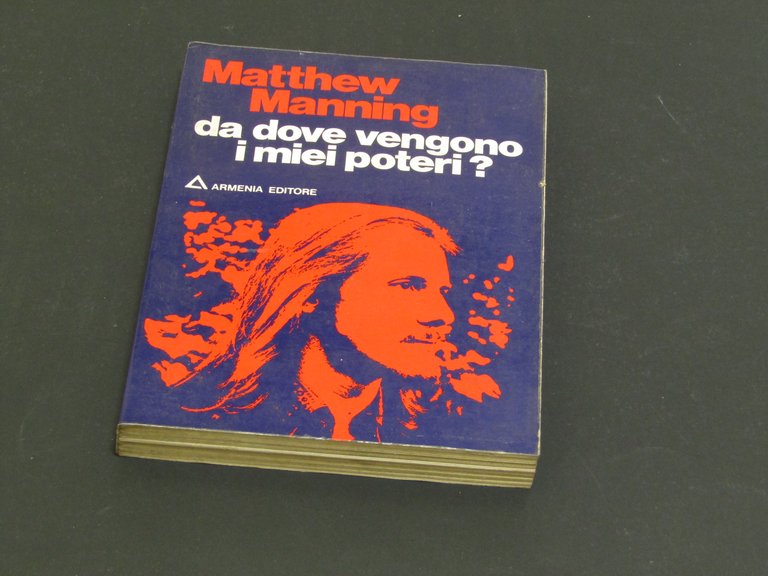 Matthew
Manning
da dove vengono
i miei poteri?
ARMENIA EDITORE